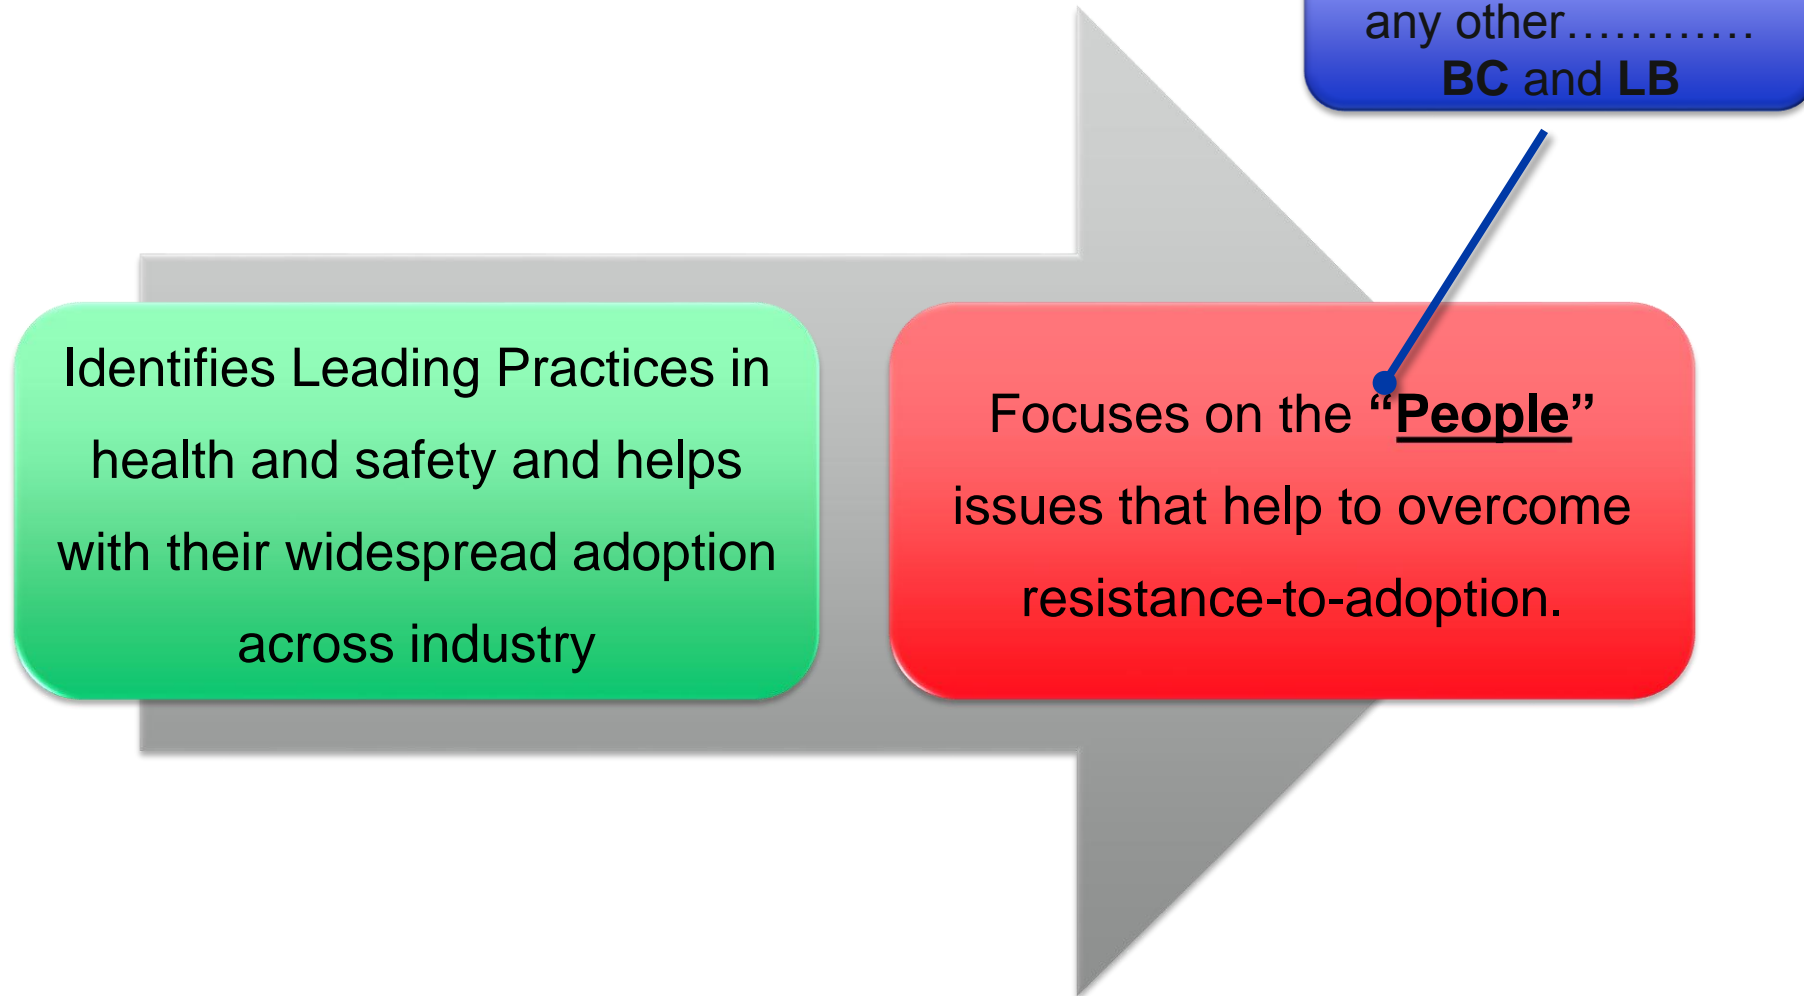 any other…………
BC and LB
Identifies Leading Practices in
health and safety and helps
with their widespread adoption
across industry
Focuses on the “People”
issues that help to overcome
resistance-to-adoption.